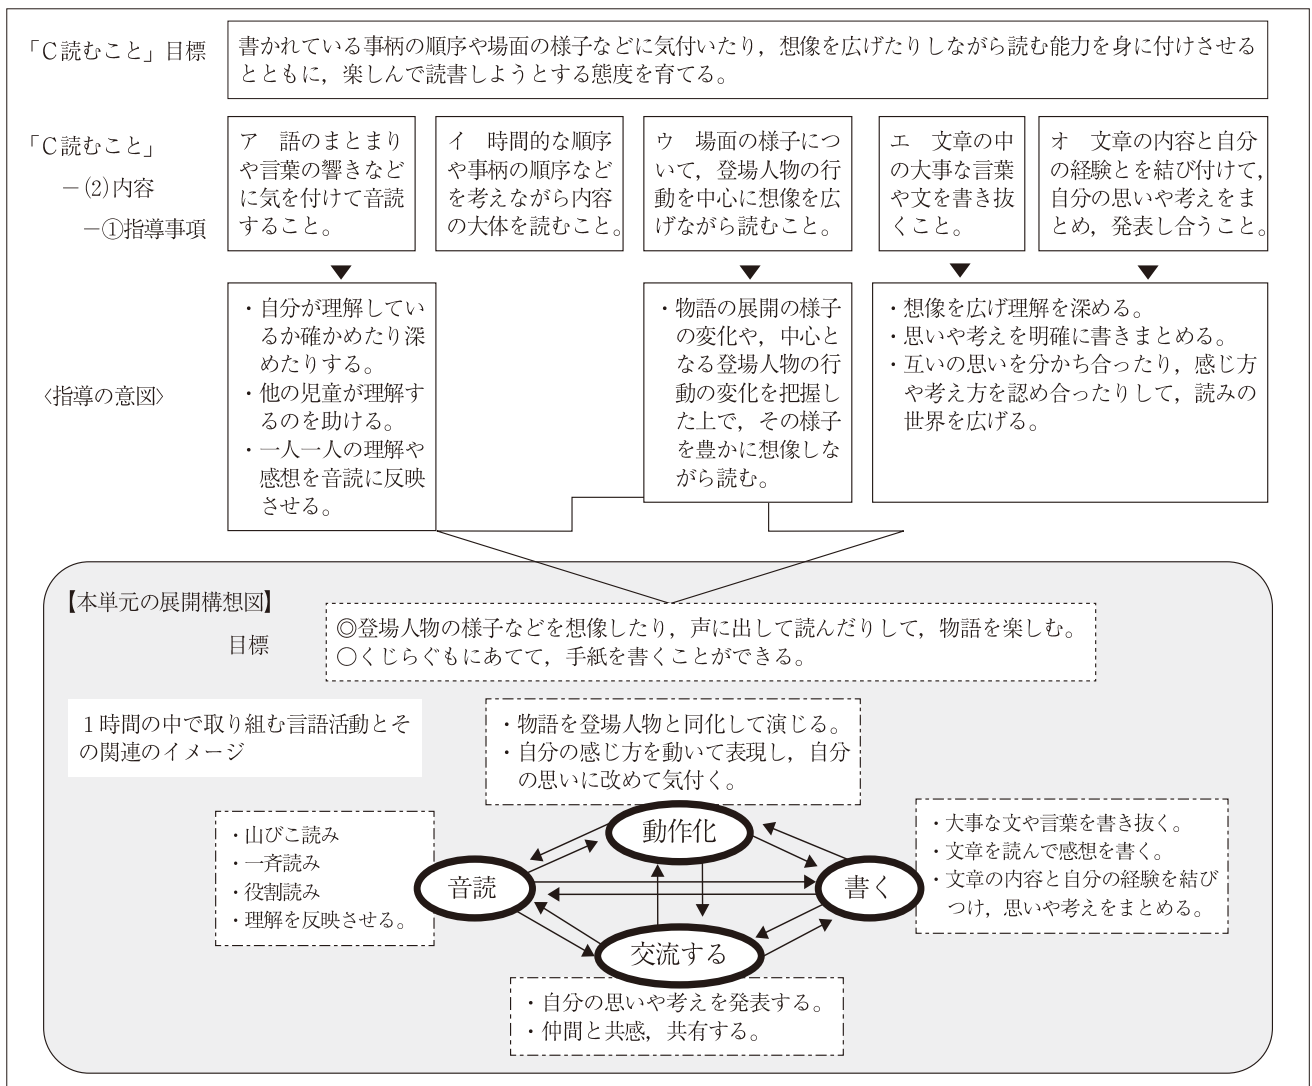 「C読むこと」目標
書かれている事柄の順序や場面の様子などに気付いたり，想像を広げたりしながら読む能力を身に付けさせる
とともに，楽しんで読書しようとする態度を育てる。
「C読むこと」
－(2)内容
－①指導事項
ア　語のまとまり
や言葉の響きなど
に気を付けて音読
すること。
イ　時間的な順序
や事柄の順序など
を考えながら内容
の大体を読むこと。
ウ　場面の様子につ
いて，登場人物の行
動を中心に想像を広
げながら読むこと。
エ　文章の中
の大事な言葉
や文を書き抜
くこと。
オ　文章の内容と自分
の経験とを結び付けて，
自分の思いや考えをま
とめ，発表し合うこと。
〈指導の意図〉
・自分が理解してい
るか確かめたり深
めたりする。
・他の児童が理解す
るのを助ける。
・一人一人の理解や
感想を音読に反映
させる。
・物語の展開の様子
の変化や，中心と
なる登場人物の行
動の変化を把握し
た上で，その様子
を豊かに想像しな
がら読む。
・想像を広げ理解を深める。
・思いや考えを明確に書きまとめる。
・互いの思いを分かち合ったり，感じ方
や考え方を認め合ったりして，読みの
世界を広げる。
【本単元の展開構想図】
目標
◎登場人物の様子などを想像したり，声に出して読んだりして，物語を楽しむ。
○くじらぐもにあてて，手紙を書くことができる。
１時間の中で取り組む言語活動とそ
の関連のイメージ
・物語を登場人物と同化して演じる。
・自分の感じ方を動いて表現し，自分
の思いに改めて気付く。
・山びこ読み
・一斉読み
・役割読み
・理解を反映させる。
動作化
音読
書く
交流する
・大事な文や言葉を書き抜く。
・文章を読んで感想を書く。
・文章の内容と自分の経験を結び
つけ，思いや考えをまとめる。
・自分の思いや考えを発表する。
・仲間と共感，共有する。